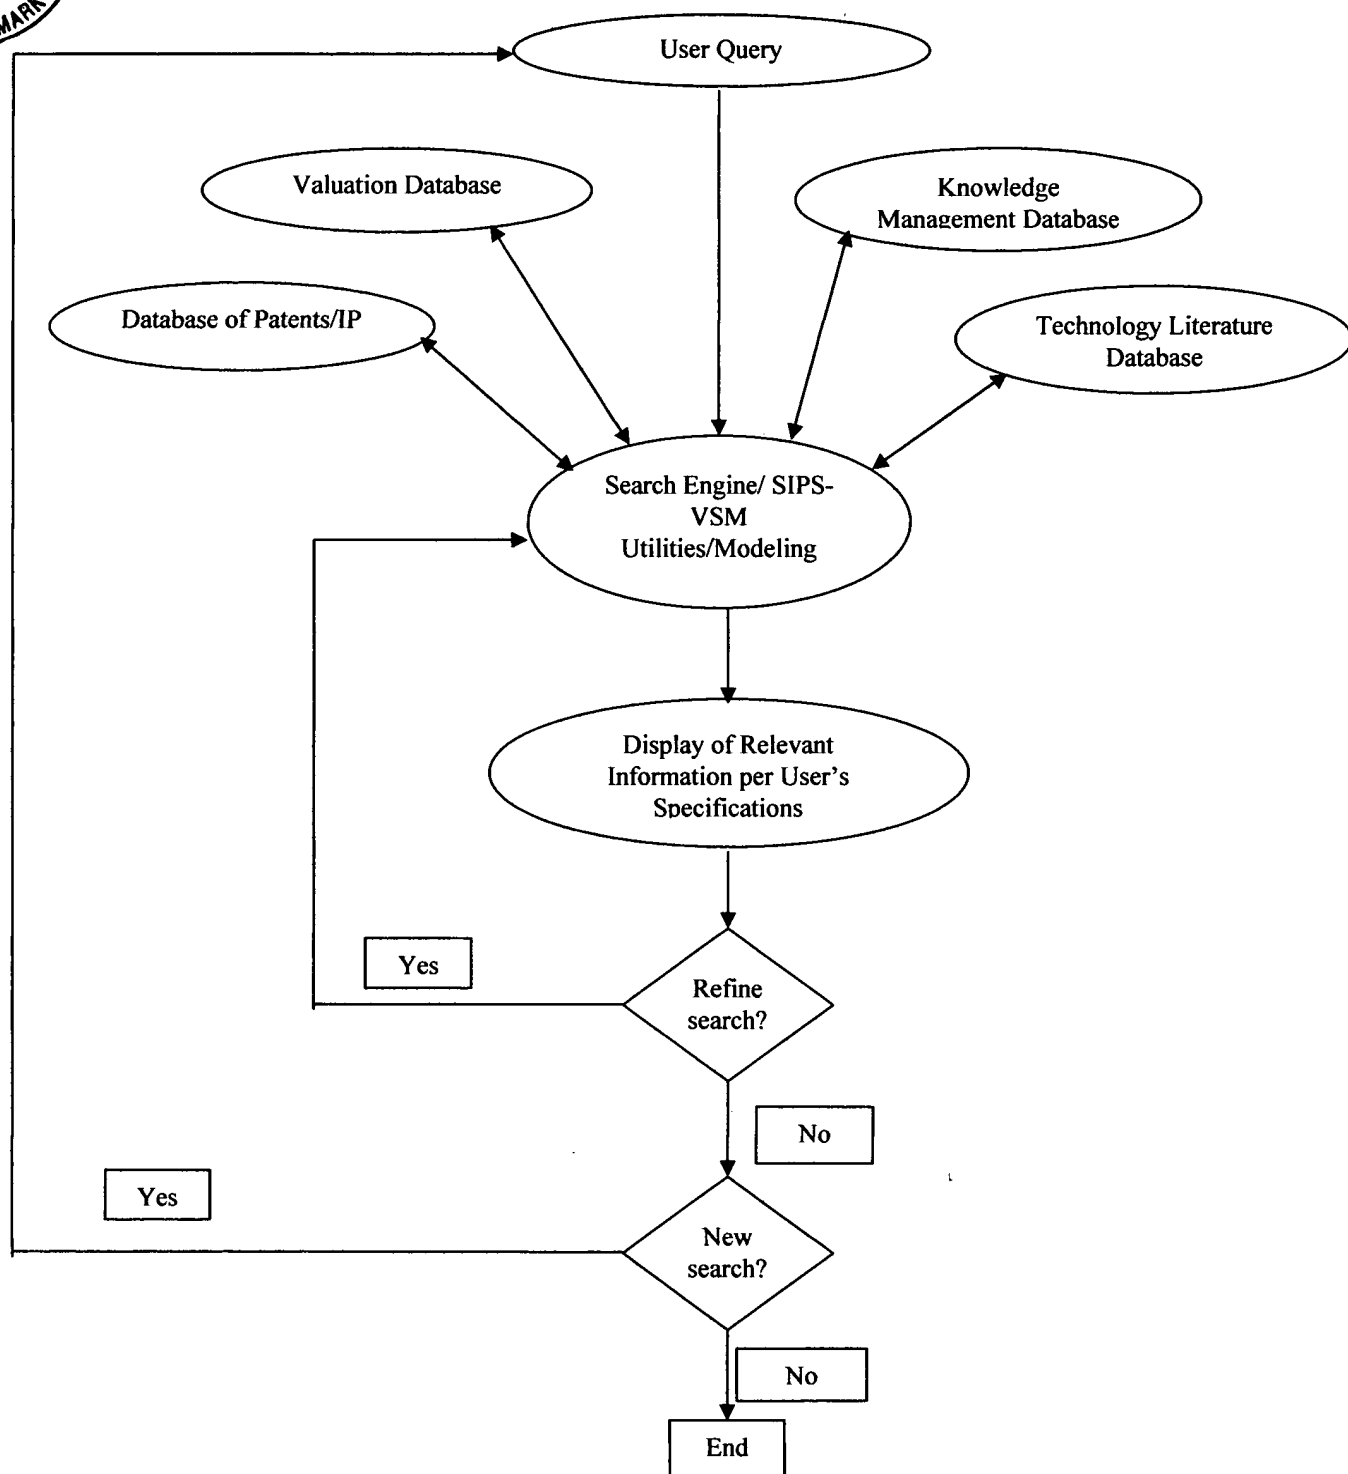 MARK
User Query
Valuation Database
Knowledge
Management Database
Database of Patents/IP
Technology Literature
Database
Search Engine/ SIPS-
VSM
Utilities/Modeling
Display of Relevant
Information per User's
Specifications
Yes
Refine
search?
No
Yes
New
search?
No
End